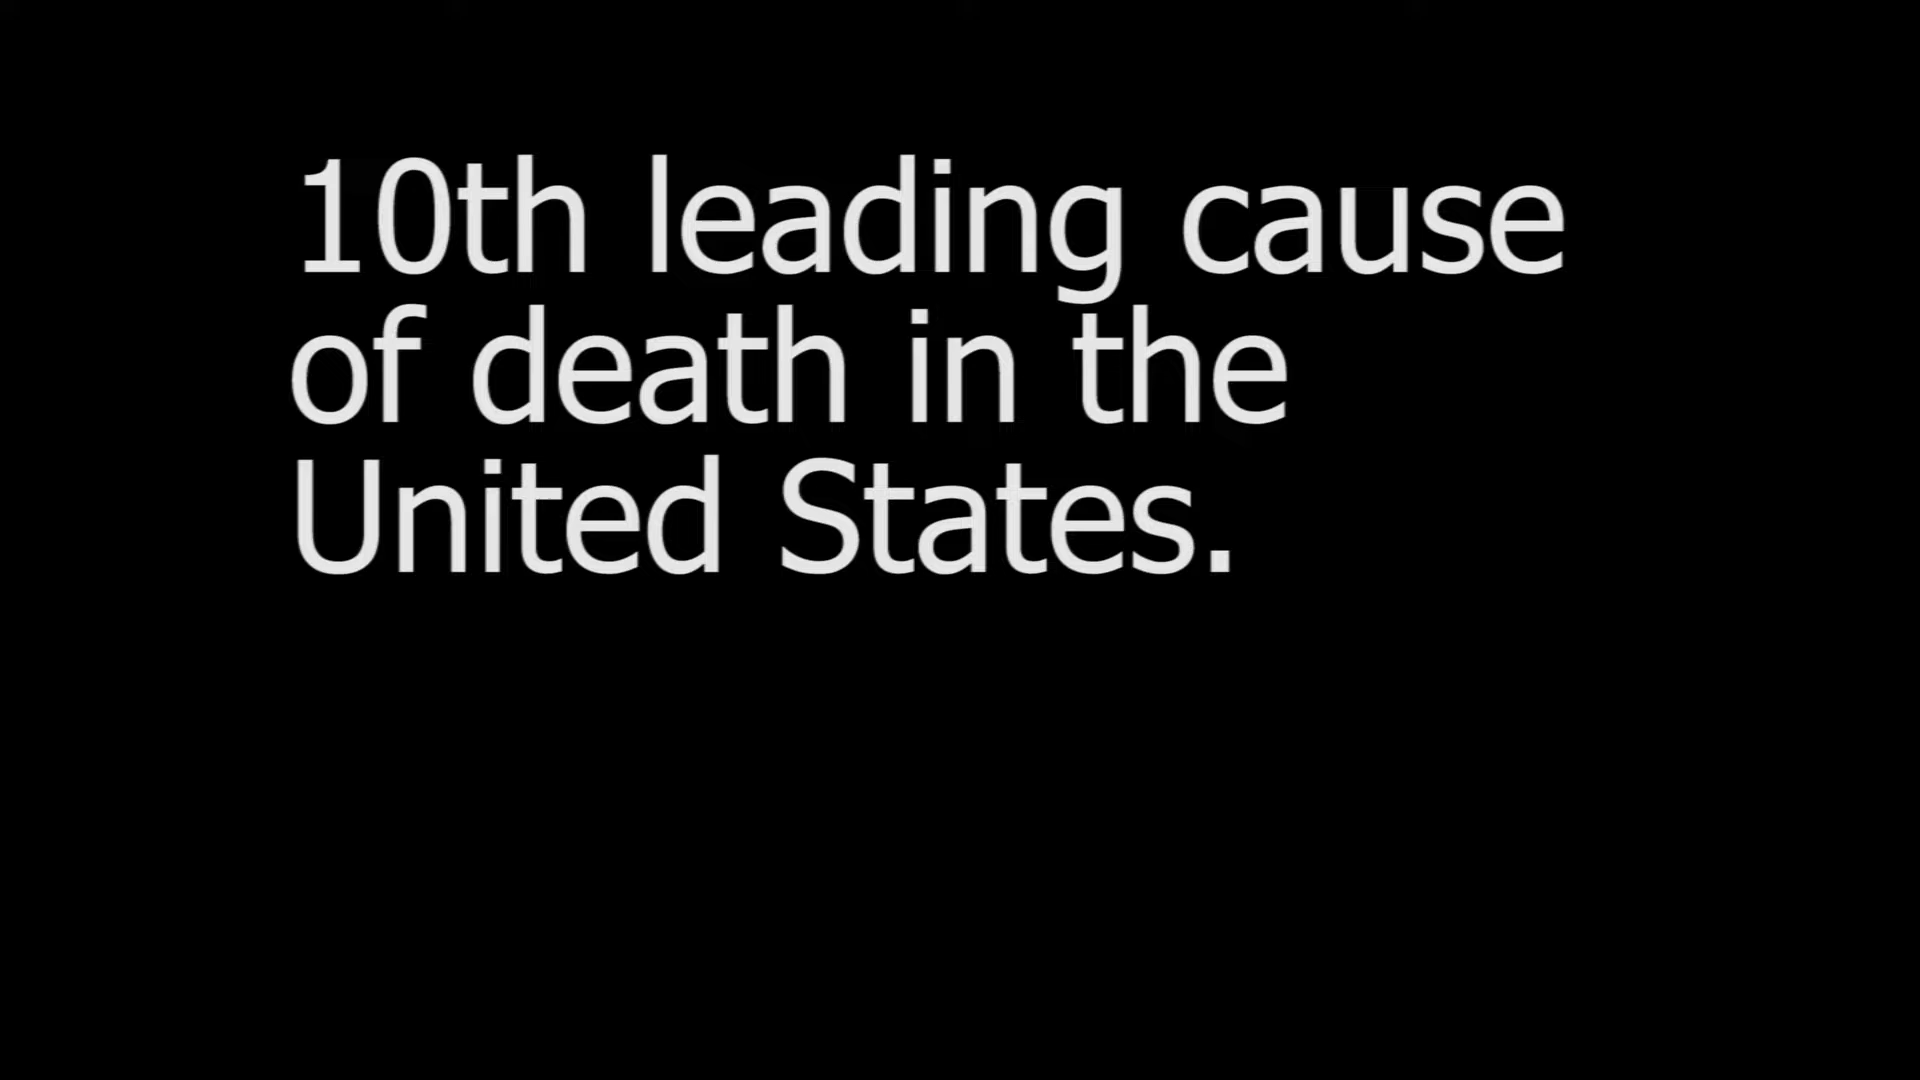 10th leading cause
of death in the
United States.